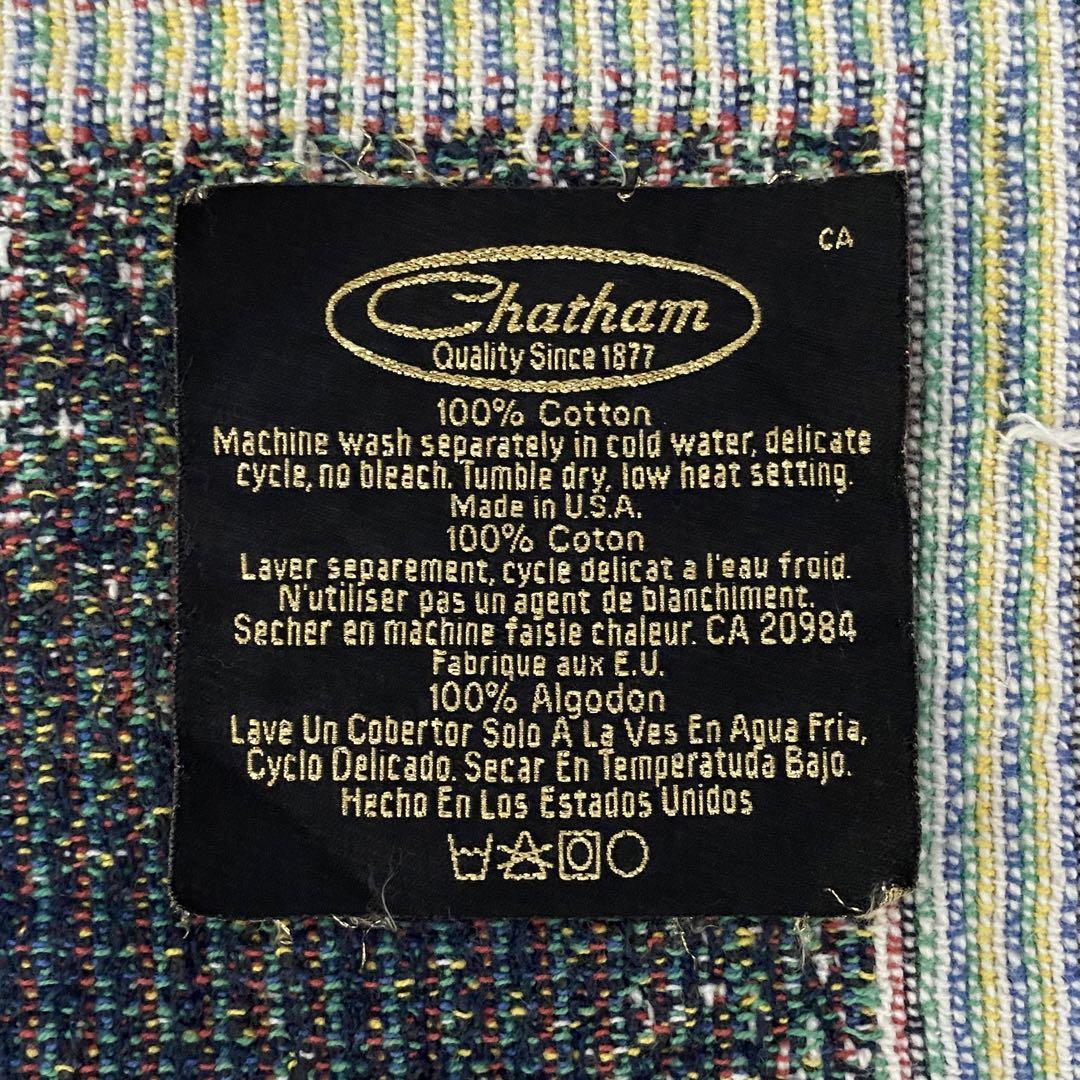 CA
Chatham
Quality Since 1877
100% Cotton
Machine wash separately in cold water, delicate
cycle, no bleach. Tumble dry, low heat setting.
Made in U.S.A.
100% Coton
Laver separement, cycle delicat a l'eau froid.
N'utiliser pas un agent de blanchiment.
Secher en machine faisle chaleur. CA 20984
Fabrique aux E.U.
100% Algodon
Lave Un Cobertor Solo A La Ves En Agua Fria,
Cyclo Delicado. Secar En Temperatuda Bajo.
Hecho En Los Estados Unidos